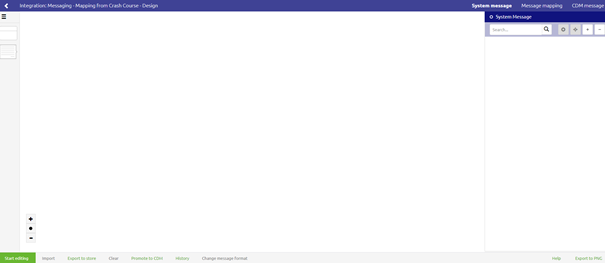 Integration: Messaging - Mapping from Crash Course - Design
System message Message mapping CDM message
System Message
Search...
Start editing Import Export to store Clear Promote to CDM History Change message format Help Export to PNG